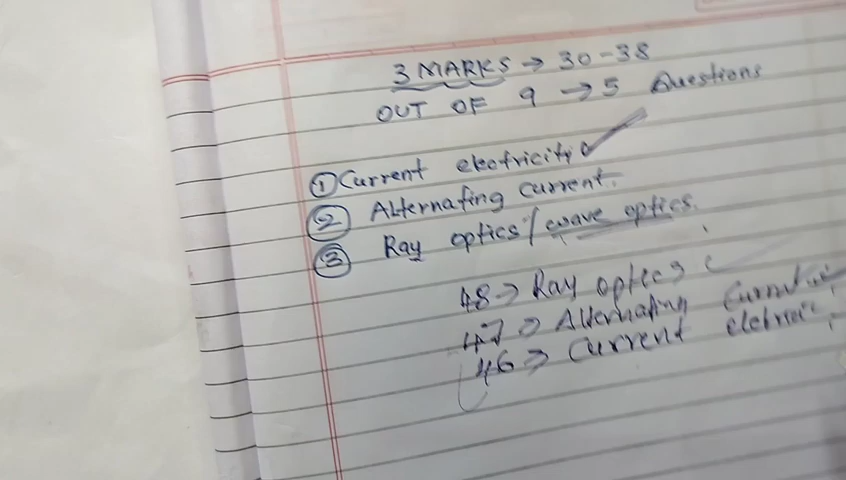 3 MARKS → 30-38
OUT OF 9 → 5 Questions
① Current electricity
② Alternating current.
③ Ray optics / wave optics.
48 → Ray optics
47 → Alternating Current
46 → Current